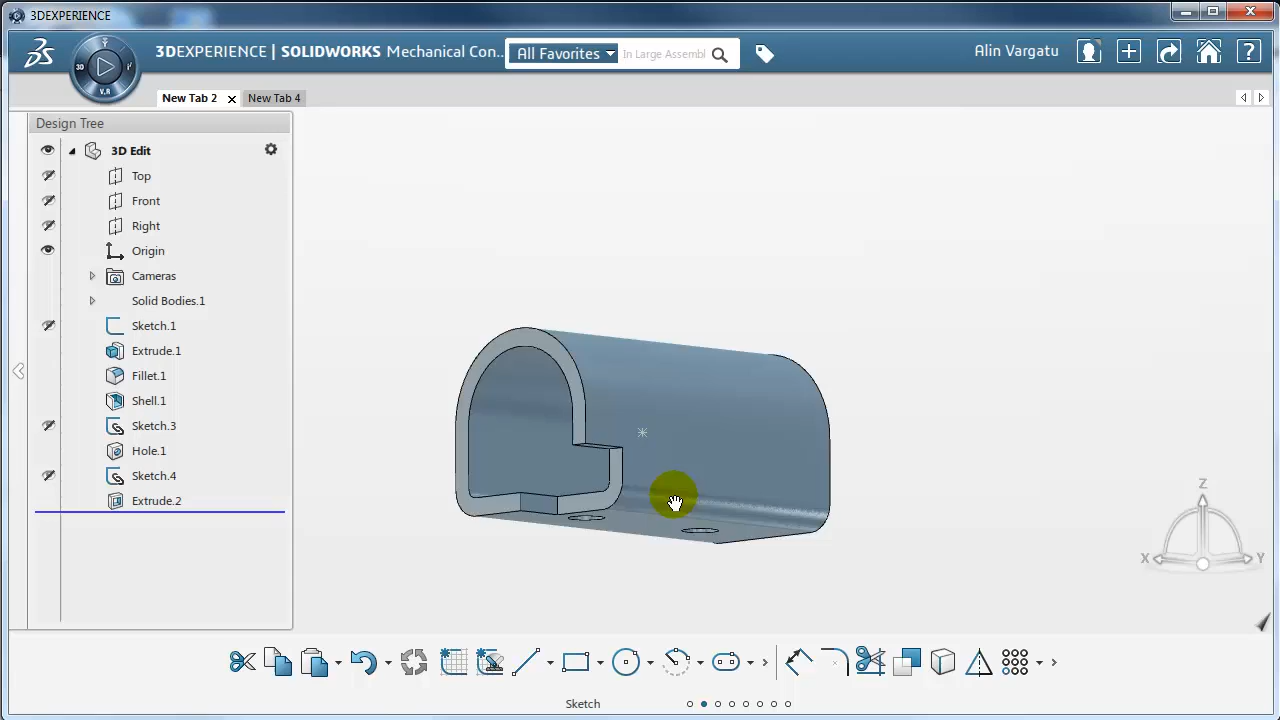 3DEXPERIENCE
3DEXPERIENCE | SOLIDWORKS Mechanical Con...
All Favorites
In Large Assembl
Alin Vargatu
3D
V.R
New Tab 2
New Tab 4
Design Tree
3D Edit
Top
Front
Right
Origin
Cameras
Solid Bodies.1
Sketch.1
Extrude.1
Fillet.1
Shell.1
Sketch.3
Hole.1
Sketch.4
Extrude.2
Z
X
Y
Sketch